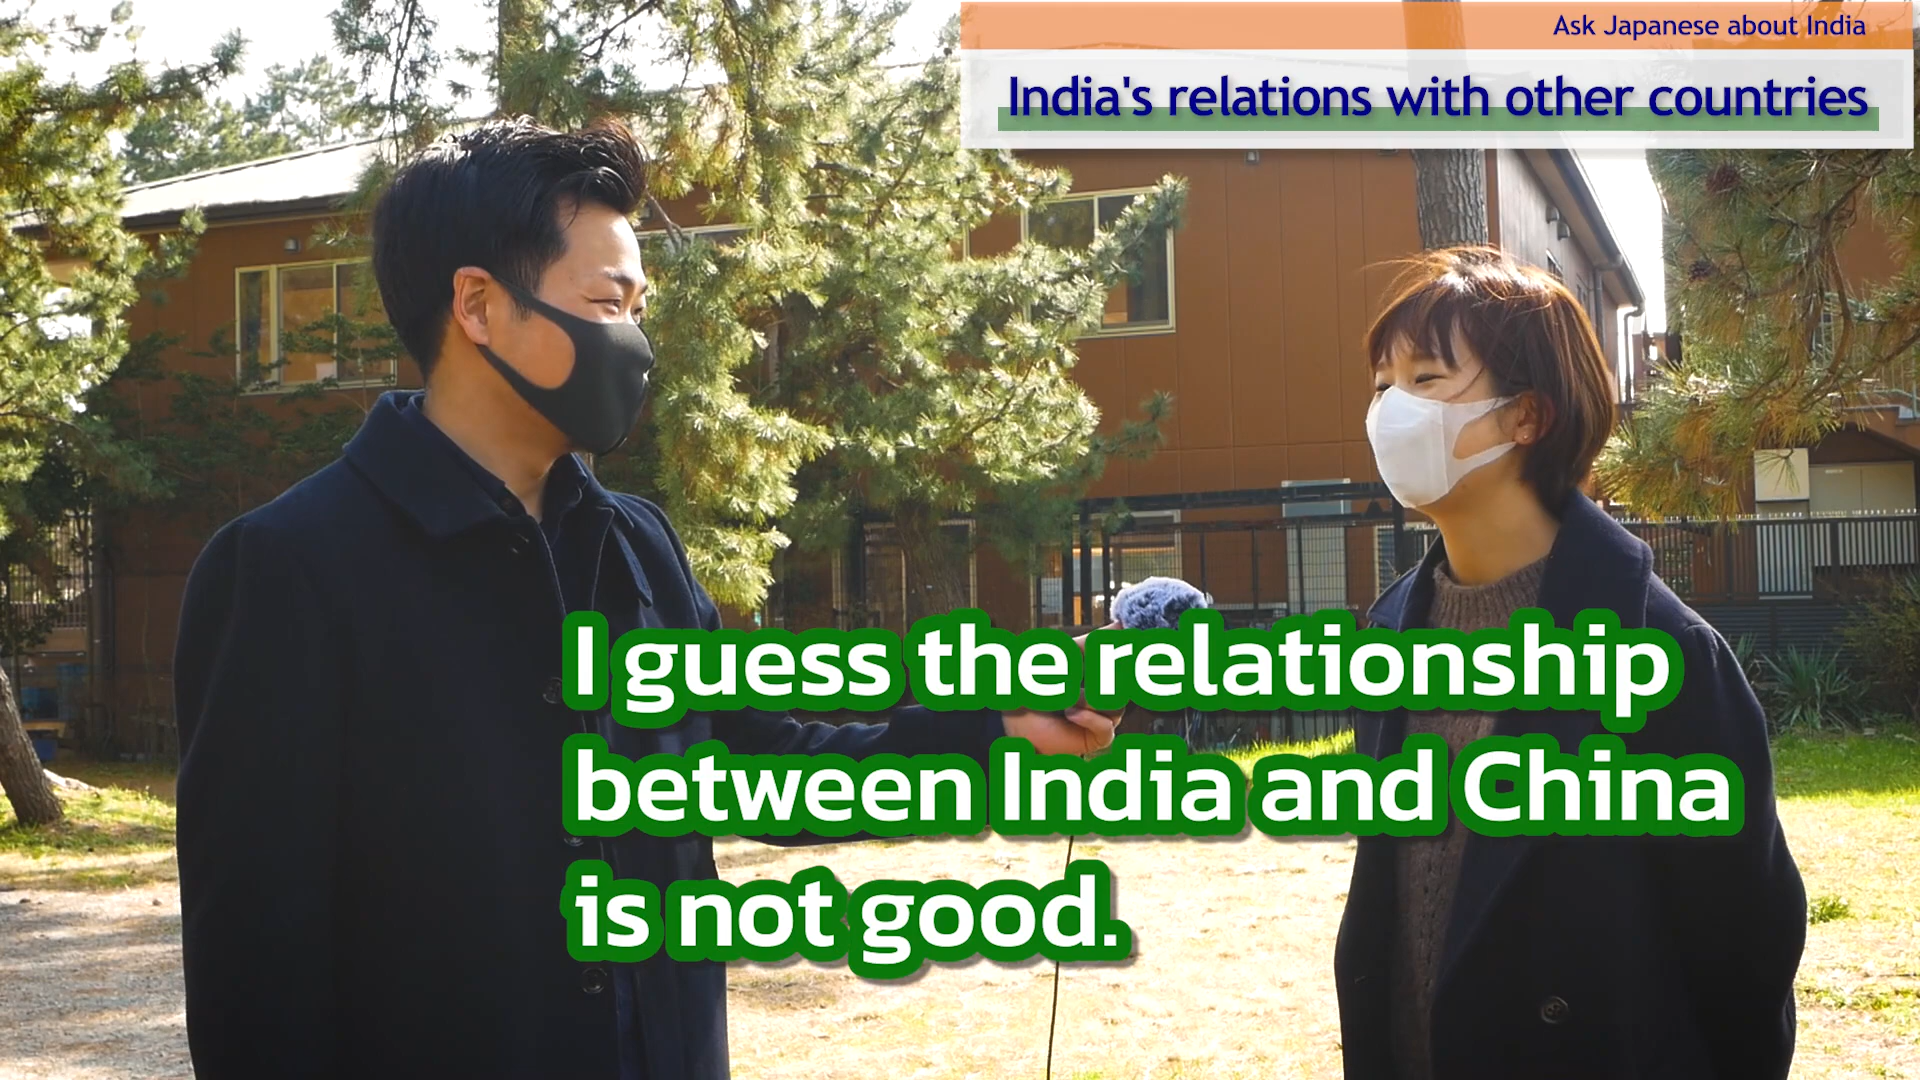 Ask Japanese about India
India's relations with other countries
I guess the relationship
between India and China
is not good.